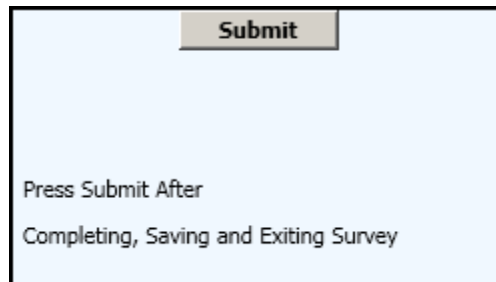 Submit
Press Submit After
Completing, Saving and Exiting Survey